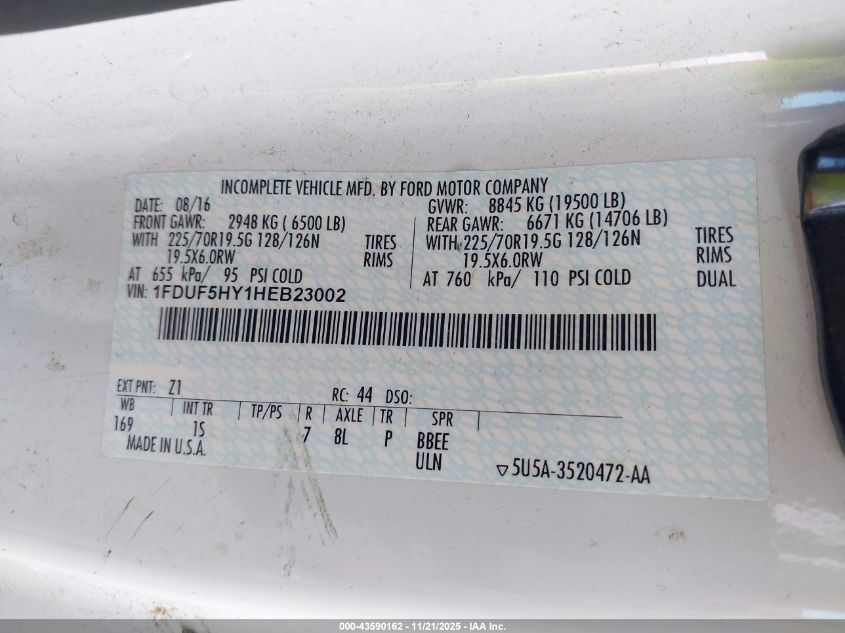 INCOMPLETE VEHICLE MFD. BY FORD MOTOR COMPANY
DATE: 08/16 GVWR: 8845 KG (19500 LB)
FRONT GAWR: 2948 KG ( 6500 LB) REAR GAWR: 6671 KG (14706 LB)
WITH 225/70R19.5G 128/126N TIRES WITH 225/70R19.5G 128/126N TIRES
19.5X6.0RW RIMS 19.5X6.0RW RIMS
AT 655 kPa/ 95 PSI COLD AT 760 kPa/ 110 PSI COLD DUAL
VIN: 1FDUF5HY1HEB23002
EXT PNT: Z1 RC: 44 DSO:
WB INT TR TP/PS R AXLE TR SPR
169 1S 7 8L P BBEE
MADE IN U.S.A. ULN ▽5U5A-3520472-AA
000-43590162 - 11/21/2025 - IAA Inc.